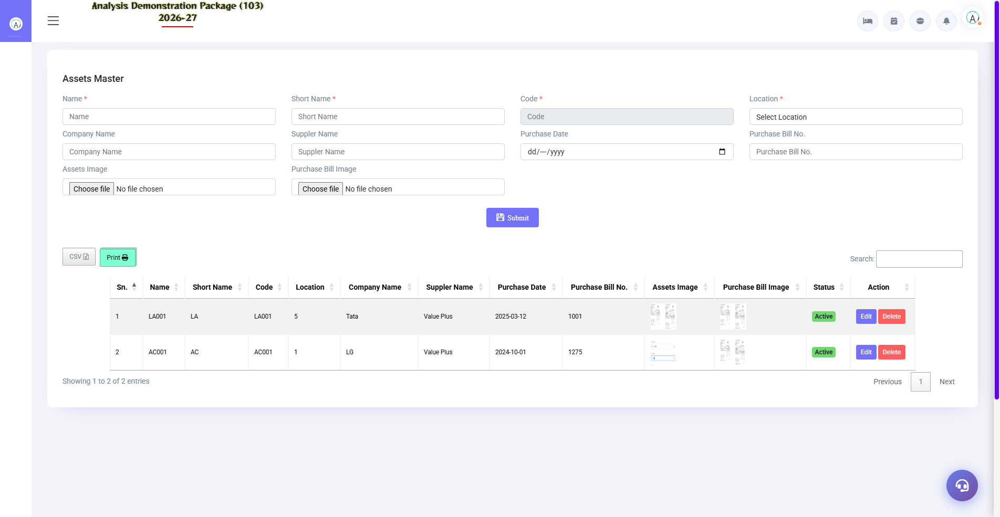 Analysis Demonstration Package (103)
2026-27
Assets Master
Name * Short Name * Code * Location *
Name Short Name Code Select Location
Company Name Suppler Name Purchase Date Purchase Bill No.
Company Name Suppler Name dd/---/yyyy Purchase Bill No.
Assets Image Purchase Bill Image
Choose file No file chosen Choose file No file chosen
Submit
CSV Print Search:
Sn. Name Short Name Code Location Company Name Suppler Name Purchase Date Purchase Bill No. Assets Image Purchase Bill Image Status Action
1 LA001 LA LA001 5 Tata Value Plus 2025-03-12 1001 Active Edit Delete
2 AC001 AC AC001 1 LG Value Plus 2024-10-01 1275 Active Edit Delete
Showing 1 to 2 of 2 entries Previous 1 Next